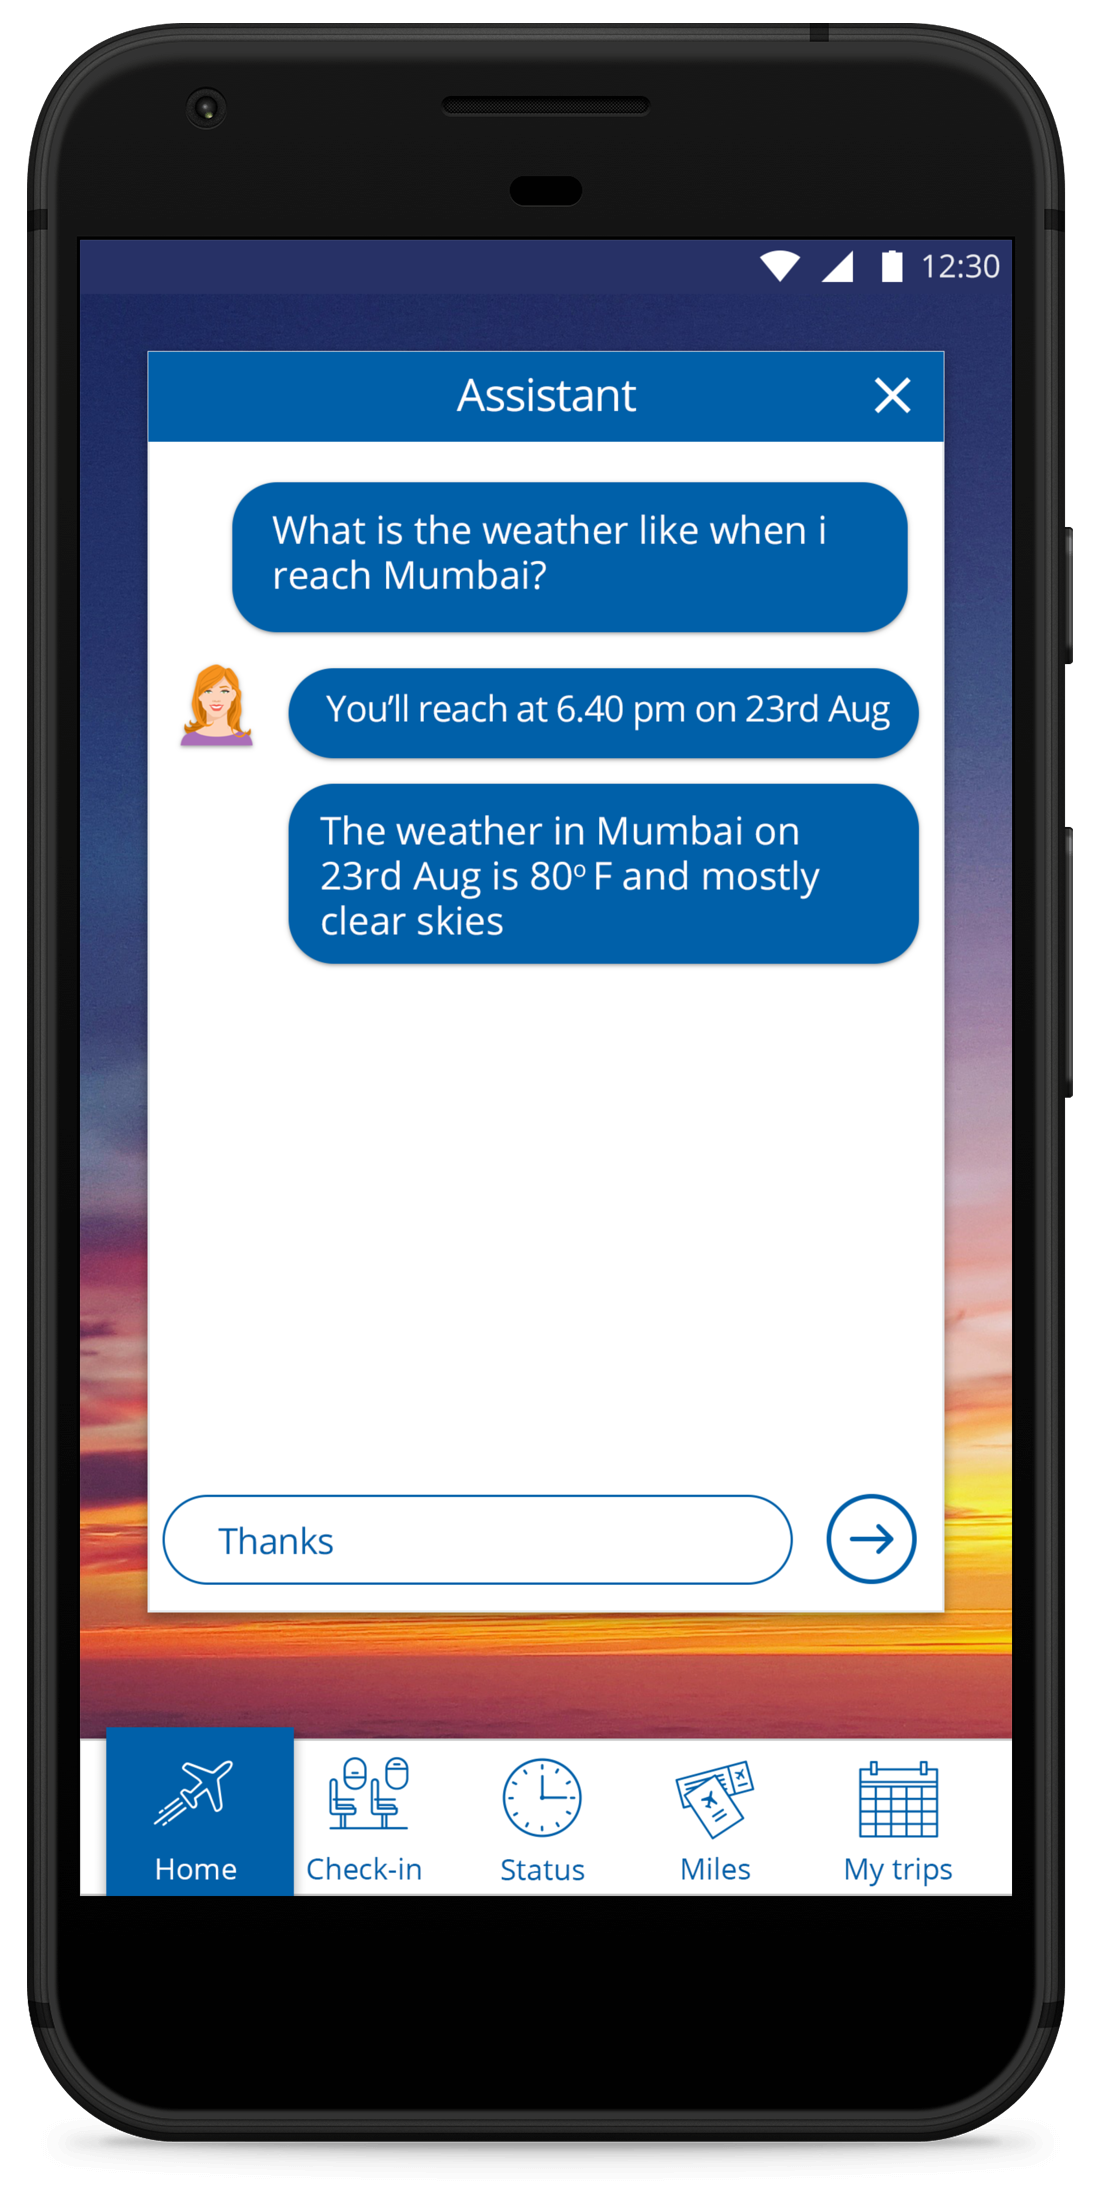 12:30
Assistant
What is the weather like when i
reach Mumbai?
You’ll reach at 6.40 pm on 23rd Aug
The weather in Mumbai on
23rd Aug is 80º F and mostly
clear skies
Thanks
Home
Check-in
Status
Miles
My trips